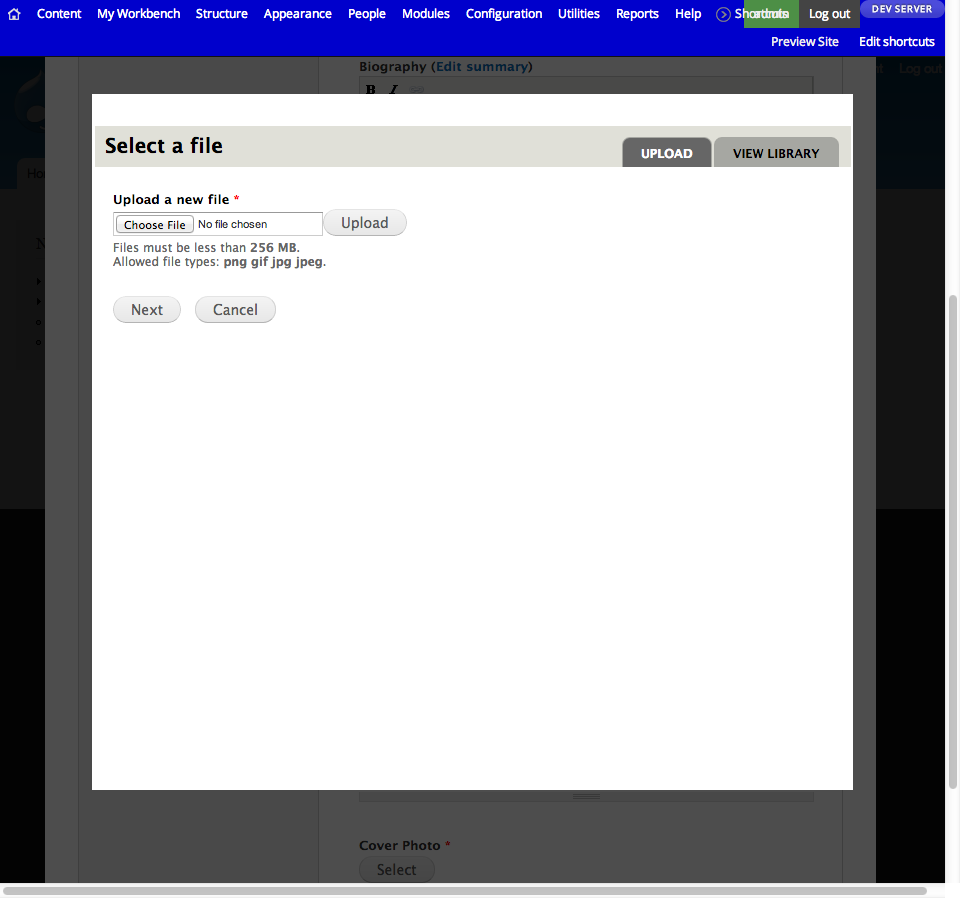 Content My Workbench Structure Appearance People Modules Configuration Utilities Reports Help Shortcuts Log out DEV SERVER
Preview Site Edit shortcuts
Biography (Edit summary)
B I
Log out
Select a file
UPLOAD VIEW LIBRARY
Upload a new file *
Choose File No file chosen Upload
Files must be less than 256 MB.
Allowed file types: png gif jpg jpeg.
Next Cancel
Cover Photo *
Select